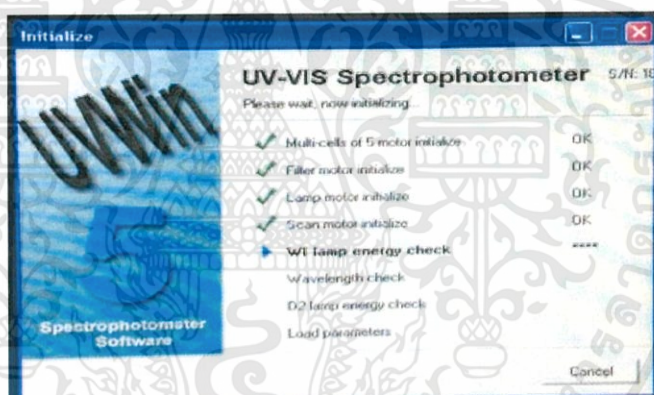 Initialize
UV-VIS Spectrophotometer S/N: 18
Please wait, now initializing...
Multi-cells of 5 motor initialize OK
Filter motor initialize OK
Lamp motor initialize OK
Scan motor initialize OK
WT lamp energy check ----
Wavelength check
D2 lamp energy check
Load parameters
UVWin
5
Spectrophotometer
Software
Cancel